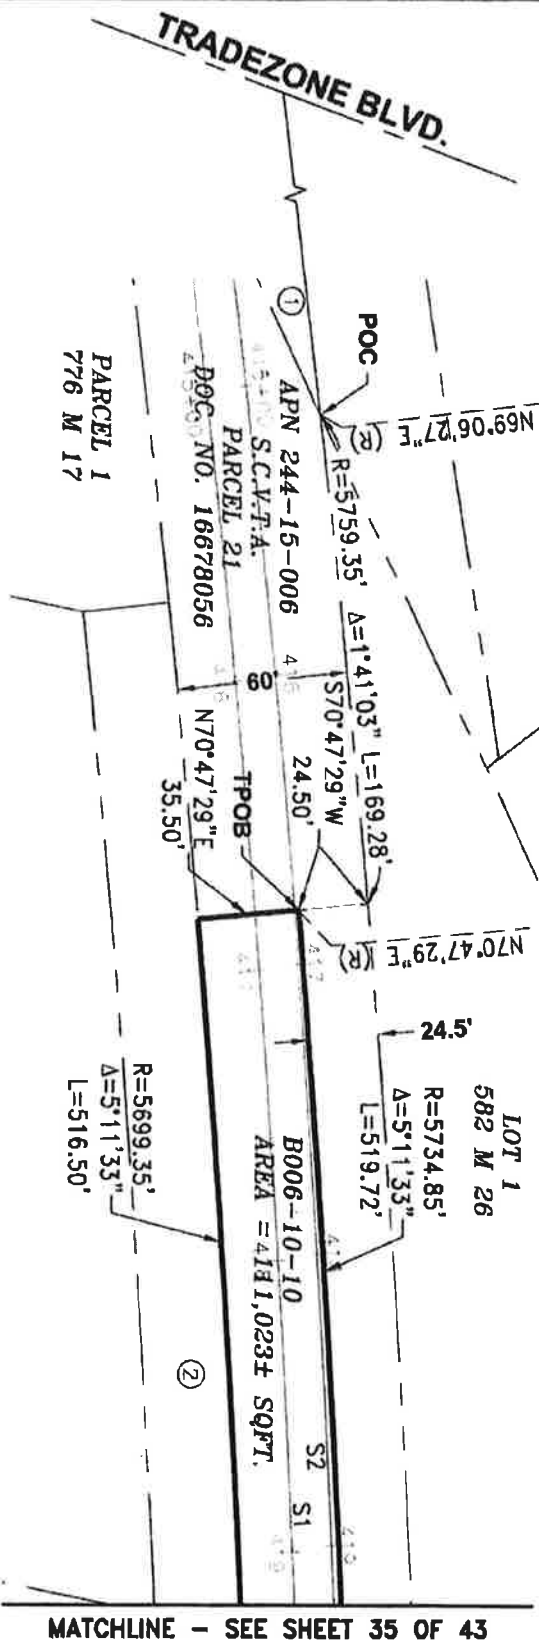 TRADEZONE BLVD.
①
POC
N69°06'27"E (R)
R=5759.35' Δ=1°41'03" L=169.28'
APN 244-15-006
S.C.V.T.A.
PARCEL 21
DOC. NO. 16678056
PARCEL 1
776 M 17
60'
S70°47'29"W
24.50'
TPOB
N70°47'29"E
35.50'
N70°47'29"E (R)
24.5'
LOT 1
582 M 26
R=5734.85'
Δ=5°11'33"
L=519.72'
R=5699.35'
Δ=5°11'33"
L=516.50'
B006-10-10
1,023± SQFT.
AREA =
②
S2
S1
416
417
419
MATCHLINE - SEE SHEET 35 OF 43